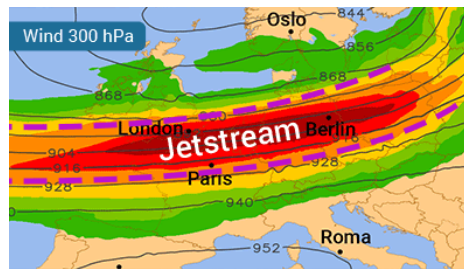 Wind 300 hPa
Oslo
844
856
868
868
London
Jetstream
Berlin
904
916
928
Paris
928
940
952
Roma